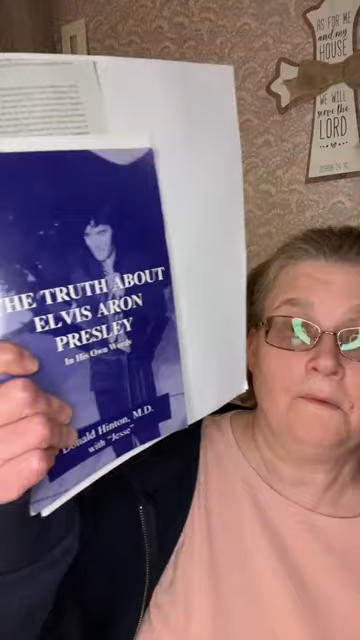 AS FOR ME
and my
HOUSE
WE WILL
serve the
LORD
THE TRUTH ABOUT
ELVIS ARON
PRESLEY
In His Own Words
Donald Hinton, M.D.
with "Jesse"